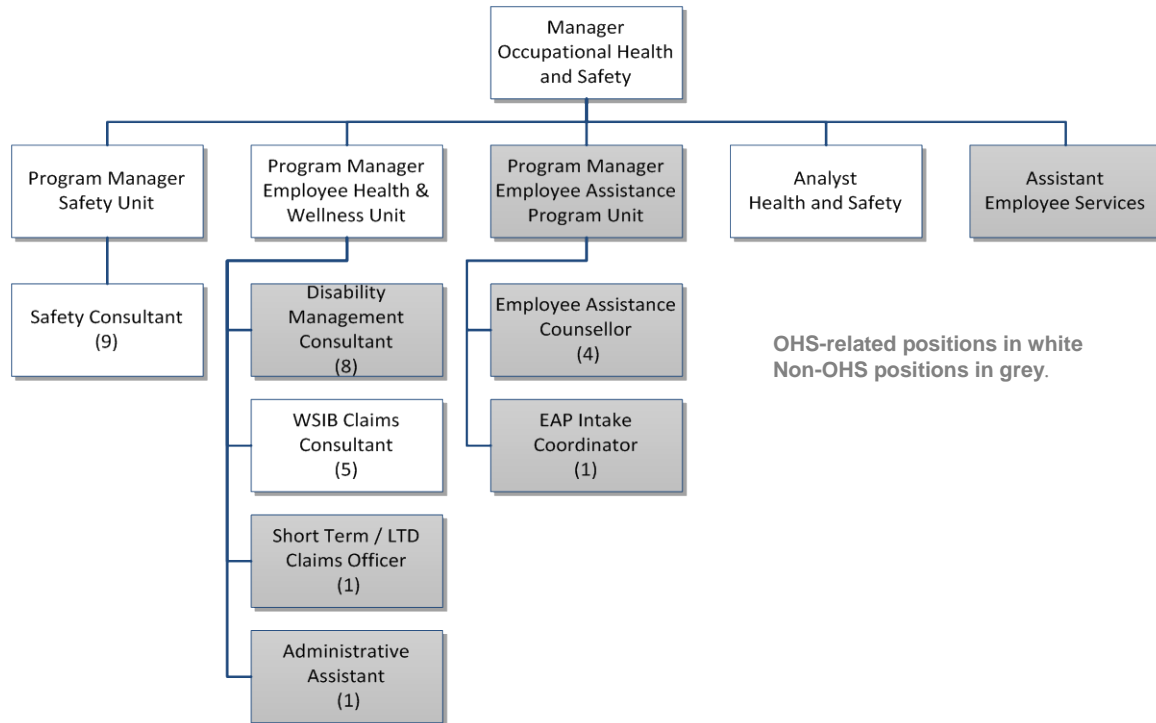 Manager
Occupational Health
and Safety
Program Manager
Safety Unit
Program Manager
Employee Health &
Wellness Unit
Program Manager
Employee Assistance
Program Unit
Analyst
Health and Safety
Assistant
Employee Services
Safety Consultant
(9)
Disability
Management
Consultant
(8)
WSIB Claims
Consultant
(5)
Short Term / LTD
Claims Officer
(1)
Administrative
Assistant
(1)
Employee Assistance
Counsellor
(4)
EAP Intake
Coordinator
(1)
OHS-related positions in white
Non-OHS positions in grey.